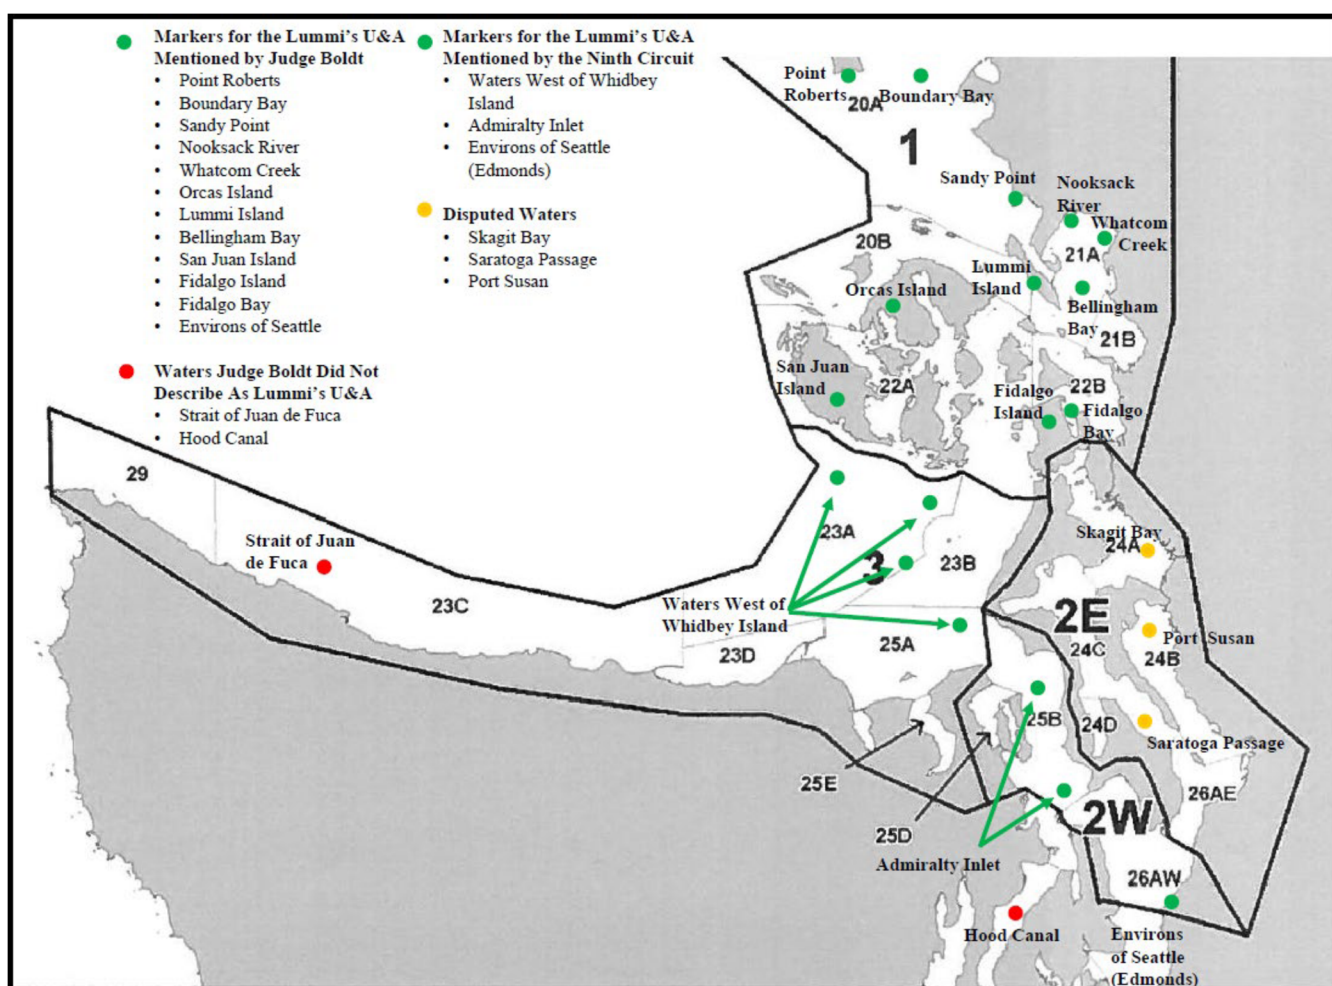 Markers for the Lummi's U&A
Mentioned by Judge Boldt
• Point Roberts
• Boundary Bay
• Sandy Point
• Nooksack River
• Whatcom Creek
• Orcas Island
• Lummi Island
• Bellingham Bay
• San Juan Island
• Fidalgo Island
• Fidalgo Bay
• Environs of Seattle
Waters Judge Boldt Did Not
Describe As Lummi's U&A
• Strait of Juan de Fuca
• Hood Canal
Markers for the Lummi's U&A
Mentioned by the Ninth Circuit
• Waters West of Whidbey
Island
• Admiralty Inlet
• Environs of Seattle
(Edmonds)
Disputed Waters
• Skagit Bay
• Saratoga Passage
• Port Susan
Point
Roberts
Boundary Bay
20A
1
Sandy Point
Nooksack
River
Whatcom
Creek
21A
20B
Lummi
Island
Orcas Island
Bellingham
Bay
21B
San Juan
Island
22A
22B
Fidalgo
Island
Fidalgo
Bay
29
Strait of Juan
de Fuca
23C
23A
3
23B
Skagit Bay
24A
Waters West of
Whidbey Island
2E
Port Susan
24C
24B
23D
25A
25B
24D
Saratoga Passage
25E
26AE
25D
2W
Admiralty Inlet
26AW
Hood Canal
Environs
of Seattle
(Edmonds)